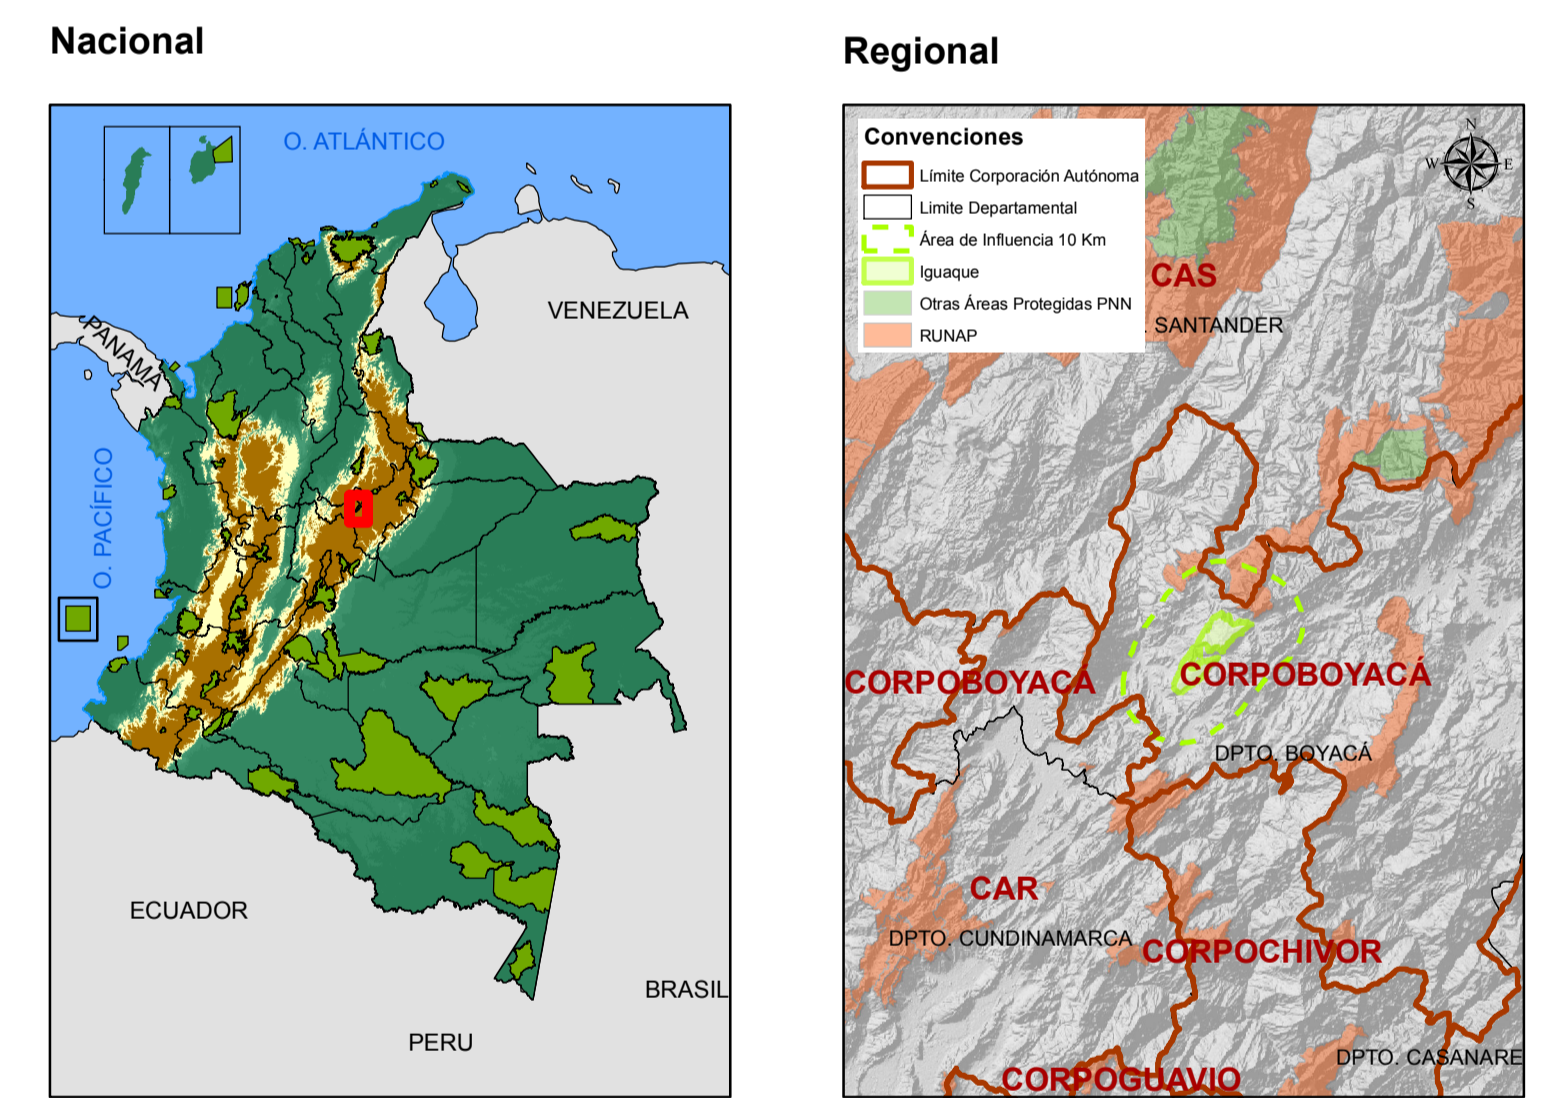 Nacional
O. ATLÁNTICO
VENEZUELA
PANAMÁ
O. PACÍFICO
ECUADOR
BRASIL
PERU
Regional
Convenciones
Límite Corporación Autónoma
Limite Departamental
Área de Influencia 10 Km
Iguaque
Otras Áreas Protegidas PNN
RUNAP
N
W
E
S
CAS
. SANTANDER
CORPOBOYACÁ
CORPOBOYACÁ
DPTO. BOYACÁ
CAR
DPTO. CUNDINAMARCA
CORPOCHIVOR
DPTO. CASANARE
CORPOGUAVIO